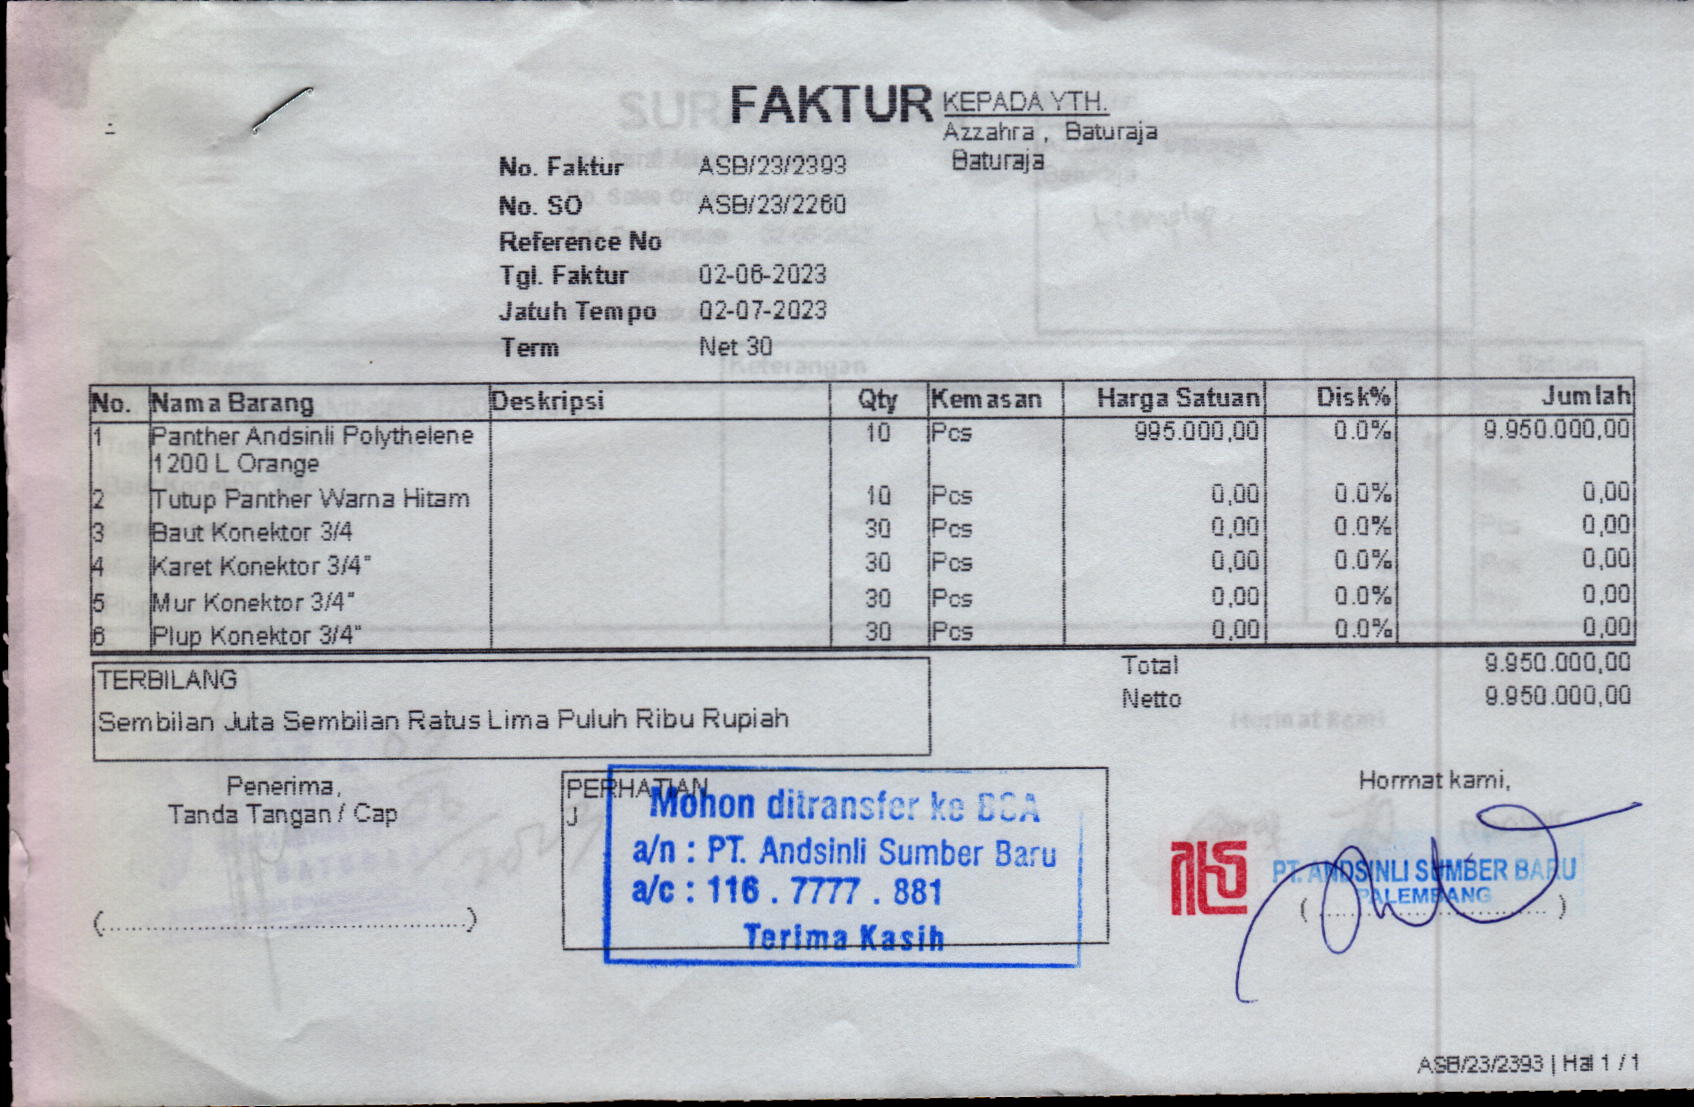 FAKTUR
KEPADA YTH.
Azzahra , Baturaja
Baturaja
No. Faktur ASB/23/2393
No. SO ASB/23/2260
Reference No
Tgl. Faktur 02-06-2023
Jatuh Tempo 02-07-2023
Term Net 30
No. Nama Barang Deskripsi Qty Kemasan Harga Satuan Disk% Jumlah
1 Panther Andsinli Polythelene 10 Pcs 995.000,00 0.0% 9.950.000,00
1200 L Orange
2 Tutup Panther Warna Hitam 10 Pcs 0,00 0.0% 0,00
3 Baut Konektor 3/4 30 Pcs 0,00 0.0% 0,00
4 Karet Konektor 3/4" 30 Pcs 0,00 0.0% 0,00
5 Mur Konektor 3/4" 30 Pcs 0,00 0.0% 0,00
6 Plup Konektor 3/4" 30 Pcs 0,00 0.0% 0,00
Total 9.950.000,00
Netto 9.950.000,00
TERBILANG
Sembilan Juta Sembilan Ratus Lima Puluh Ribu Rupiah
Penerima,
Tanda Tangan / Cap
(........................................)
PERHATIAN
J
Mohon ditransfer ke BCA
a/n : PT. Andsinli Sumber Baru
a/c : 116 . 7777 . 881
Terima Kasih
Hormat kami,
PT. ANDSINLI SUMBER BARU
PALEMBANG
(.........................)
ASB/23/2393 | Hal 1 / 1